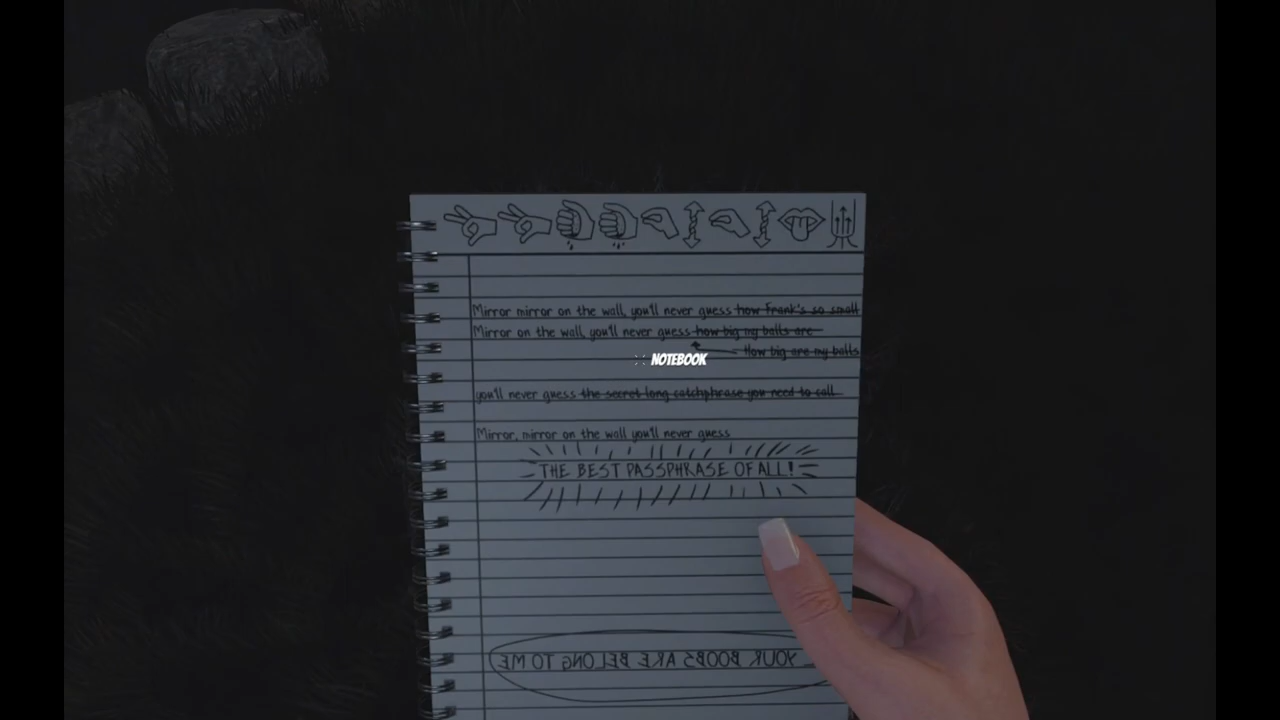 Mirror mirror on the wall, you'll never guess how Frank's so small
Mirror on the wall, you'll never guess how big my balls are
How big are my balls
NOTEBOOK
you'll never guess the secret long catchphrase you need to call
Mirror, mirror on the wall you'll never guess
THE BEST PASSPHRASE OF ALL!
YOUR BOOBS ARE BELONG TO ME